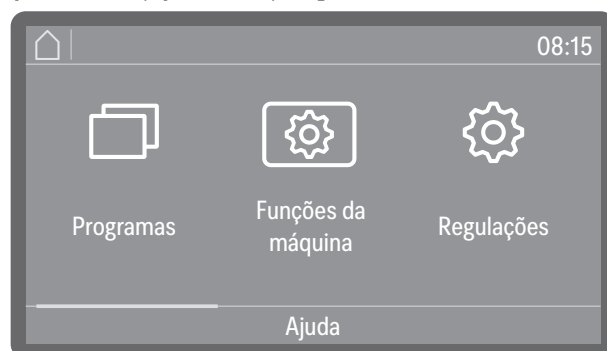 08:15
Programas
Funções da
máquina
Regulações
Ajuda